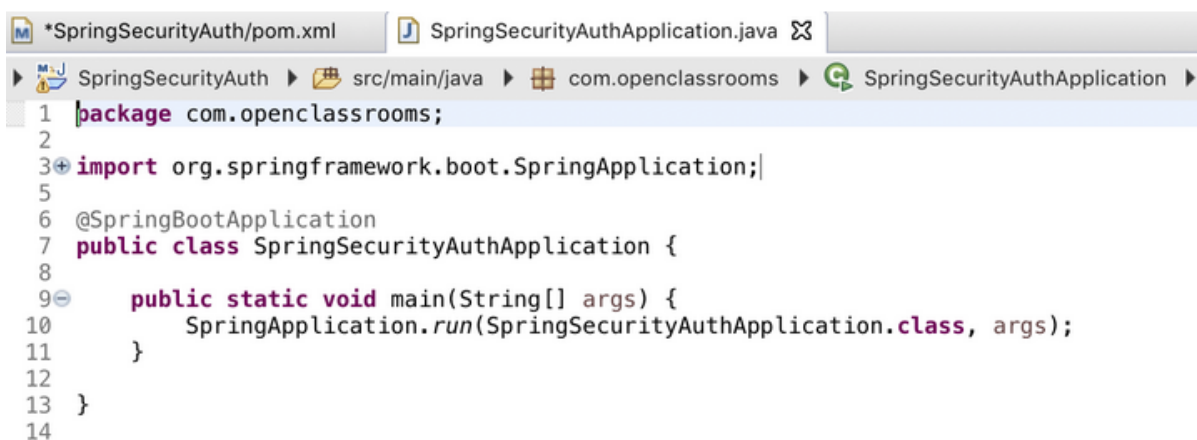 *SpringSecurityAuth/pom.xml SpringSecurityAuthApplication.java
SpringSecurityAuth src/main/java com.openclassrooms SpringSecurityAuthApplication
1 package com.openclassrooms;
2
3 import org.springframework.boot.SpringApplication;
5
6 @SpringBootApplication
7 public class SpringSecurityAuthApplication {
8
9 public static void main(String[] args) {
10 SpringApplication.run(SpringSecurityAuthApplication.class, args);
11 }
12
13 }
14